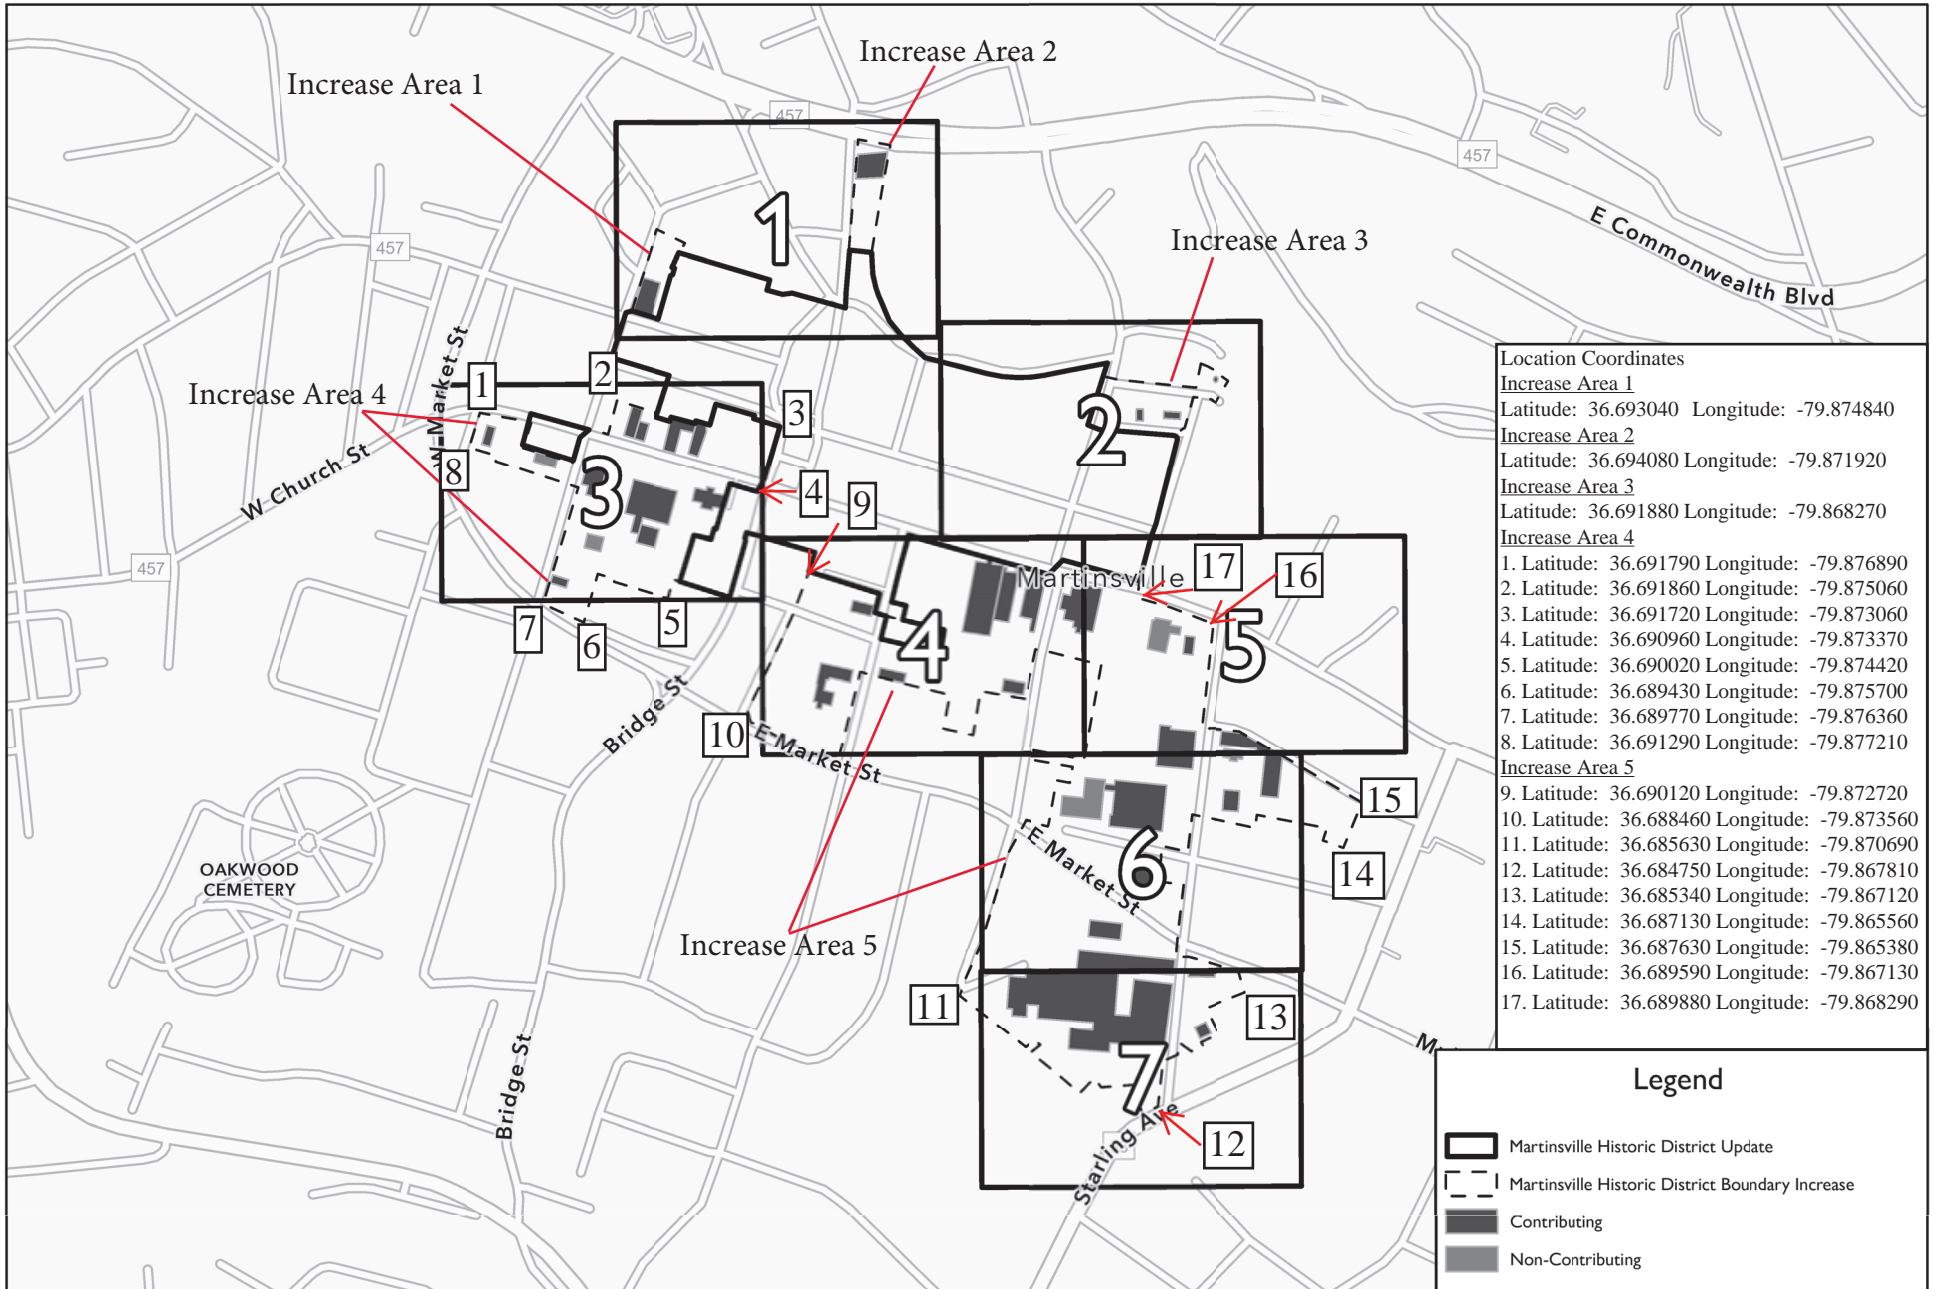 Increase Area 2
Increase Area 1
457
457
1
Increase Area 3
E Commonwealth Blvd
457
N Market St
Increase Area 4
1
2
3
2
W Church St
8
3
4
9
457
Martinsville
17
16
7
6
5
4
5
Bridge St
10
E Market St
15
6
E Market St
14
OAKWOOD
CEMETERY
Increase Area 5
11
13
7
Bridge St
Starling Ave
12
Location Coordinates
Increase Area 1
Latitude: 36.693040 Longitude: -79.874840
Increase Area 2
Latitude: 36.694080 Longitude: -79.871920
Increase Area 3
Latitude: 36.691880 Longitude: -79.868270
Increase Area 4
1. Latitude: 36.691790 Longitude: -79.876890
2. Latitude: 36.691860 Longitude: -79.875060
3. Latitude: 36.691720 Longitude: -79.873060
4. Latitude: 36.690960 Longitude: -79.873370
5. Latitude: 36.690020 Longitude: -79.874420
6. Latitude: 36.689430 Longitude: -79.875700
7. Latitude: 36.689770 Longitude: -79.876360
8. Latitude: 36.691290 Longitude: -79.877210
Increase Area 5
9. Latitude: 36.690120 Longitude: -79.872720
10. Latitude: 36.688460 Longitude: -79.873560
11. Latitude: 36.685630 Longitude: -79.870690
12. Latitude: 36.684750 Longitude: -79.867810
13. Latitude: 36.685340 Longitude: -79.867120
14. Latitude: 36.687130 Longitude: -79.865560
15. Latitude: 36.687630 Longitude: -79.865380
16. Latitude: 36.689590 Longitude: -79.867130
17. Latitude: 36.689880 Longitude: -79.868290
Legend
Martinsville Historic District Update
Martinsville Historic District Boundary Increase
Contributing
Non-Contributing